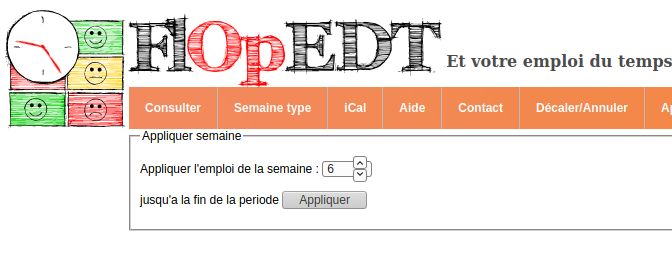 FlOpEDT
Et votre emploi du temps
Consulter Semaine type iCal Aide Contact Décaler/Annuler
Appliquer semaine
Appliquer l'emploi de la semaine : 6
jusqu'a la fin de la periode Appliquer